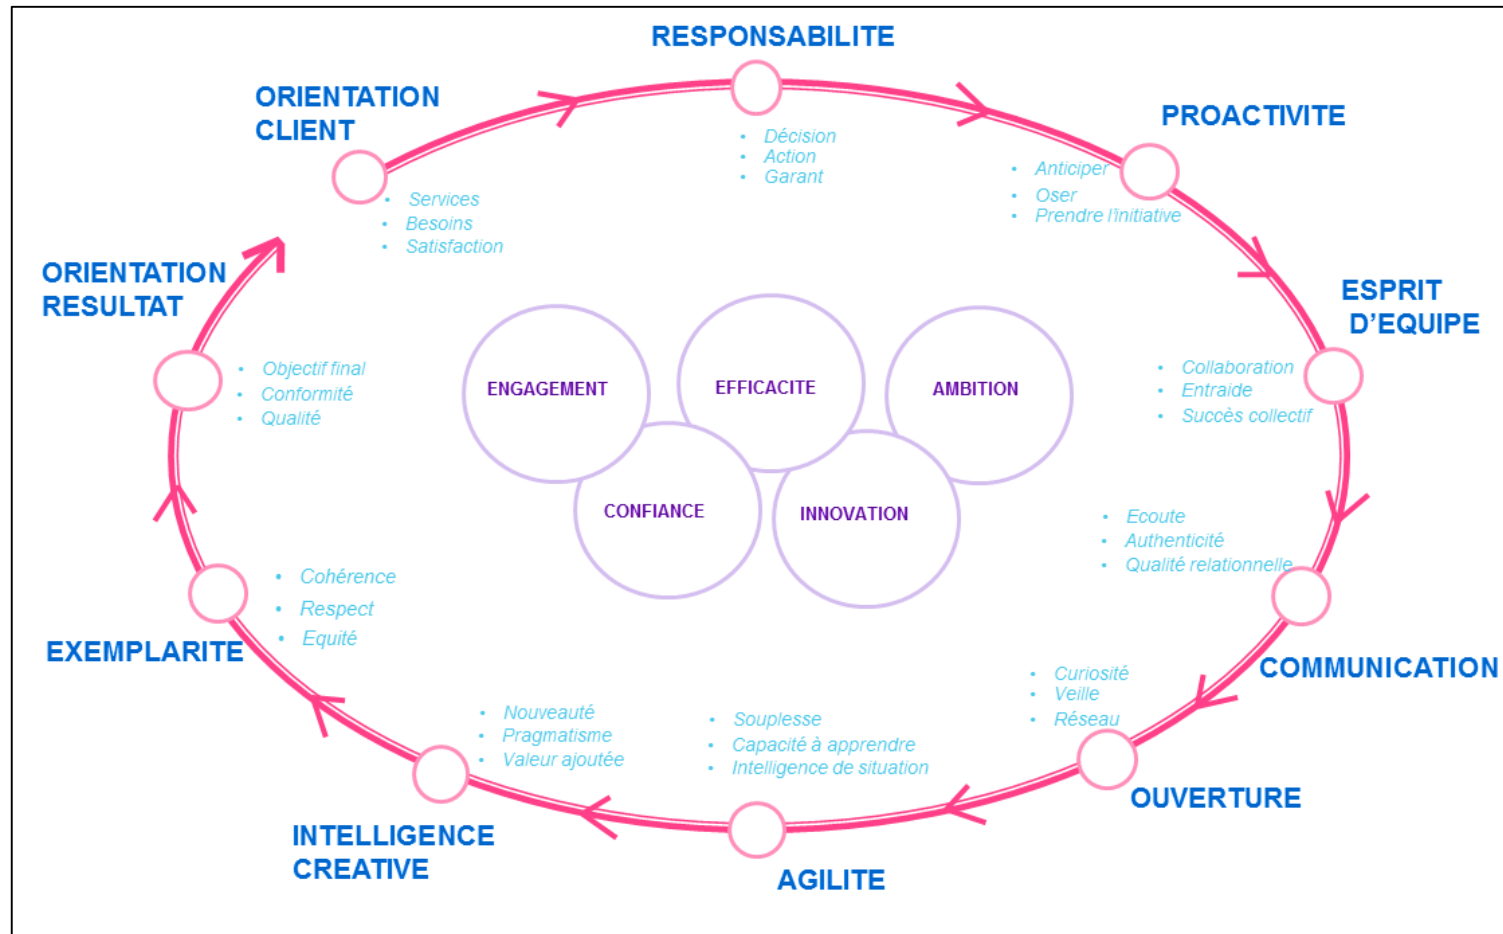 RESPONSABILITE
• Décision
• Action
• Garant
ORIENTATION
CLIENT
• Services
• Besoins
• Satisfaction
PROACTIVITE
• Anticiper
• Oser
• Prendre l'initiative
ORIENTATION
RESULTAT
• Objectif final
• Conformité
• Qualité
ESPRIT
D’EQUIPE
• Collaboration
• Entraide
• Succès collectif
ENGAGEMENT
EFFICACITE
AMBITION
CONFIANCE
INNOVATION
• Ecoute
• Authenticité
• Qualité relationnelle
COMMUNICATION
• Cohérence
• Respect
• Equité
EXEMPLARITE
• Curiosité
• Veille
• Réseau
OUVERTURE
• Nouveauté
• Pragmatisme
• Valeur ajoutée
INTELLIGENCE
CREATIVE
• Souplesse
• Capacité à apprendre
• Intelligence de situation
AGILITE